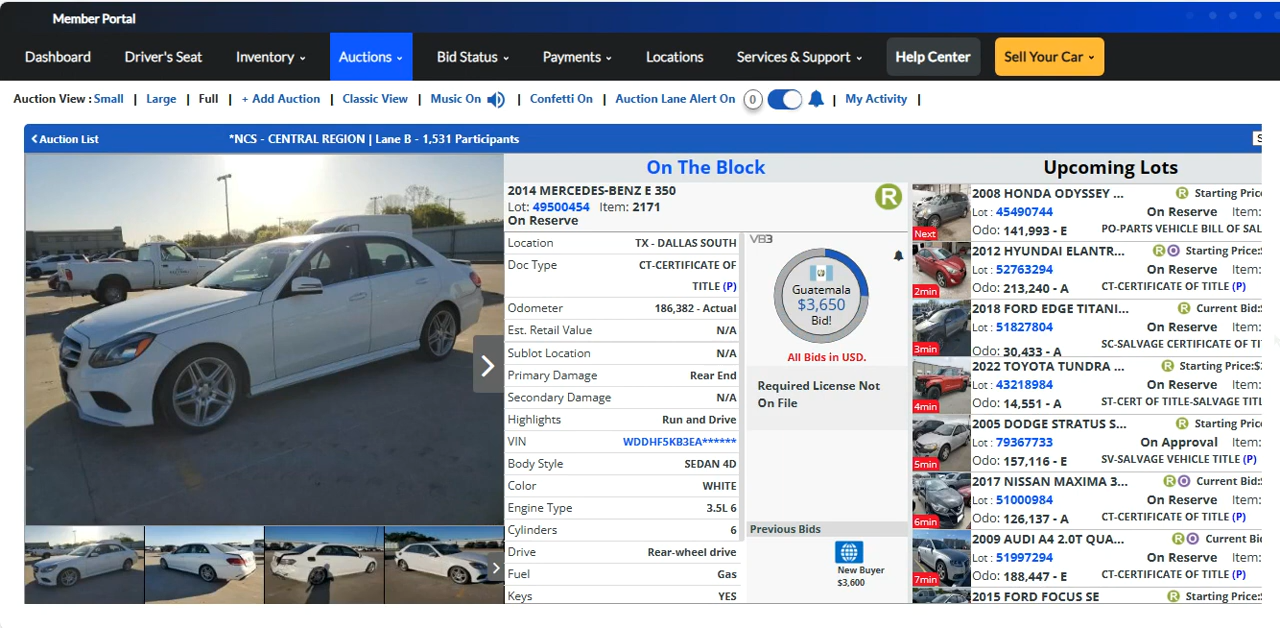 Member Portal
Dashboard Driver's Seat Inventory Auctions Bid Status Payments Locations Services & Support Help Center Sell Your Car
Auction View : Small | Large | Full | + Add Auction | Classic View | Music On | Confetti On | Auction Lane Alert On 0 | My Activity |
Auction List *NCS - CENTRAL REGION | Lane B - 1,531 Participants
On The Block
2014 MERCEDES-BENZ E 350
Lot: 49500454 Item: 2171
On Reserve
R
Location TX - DALLAS SOUTH
Doc Type CT-CERTIFICATE OF
TITLE (P)
Odometer 186,382 - Actual
Est. Retail Value N/A
Sublot Location N/A
Primary Damage Rear End
Secondary Damage N/A
Highlights Run and Drive
VIN WDDHF5KB3EA******
Body Style SEDAN 4D
Color WHITE
Engine Type 3.5L 6
Cylinders 6
Drive Rear-wheel drive
Fuel Gas
Keys YES
VB3
Guatemala
$3,650
Bid!
All Bids in USD.
Required License Not
On File
Previous Bids
New Buyer
$3,600
Upcoming Lots
2008 HONDA ODYSSEY ... R Starting Price
Lot : 45490744 On Reserve Item:
Next Odo: 141,993 - E PO-PARTS VEHICLE BILL OF SAL
2012 HYUNDAI ELANTR... R O Starting Price
Lot : 52763294 On Reserve Item:
2min Odo: 213,240 - A CT-CERTIFICATE OF TITLE (P)
2018 FORD EDGE TITANI... R Current Bid:
Lot : 51827804 On Reserve Item:
3min Odo: 30,433 - A SC-SALVAGE CERTIFICATE OF TI
2022 TOYOTA TUNDRA ... R Starting Price:$
Lot : 43218984 On Reserve Item:
4min Odo: 14,551 - A ST-CERT OF TITLE-SALVAGE TITL
2005 DODGE STRATUS S... R Starting Price
Lot : 79367733 On Approval Item:
5min Odo: 157,116 - E SV-SALVAGE VEHICLE TITLE (P)
2017 NISSAN MAXIMA 3... R O Current Bid:
Lot : 51000984 On Reserve Item:
6min Odo: 126,137 - A CT-CERTIFICATE OF TITLE (P)
2009 AUDI A4 2.0T QUA... R O Current Bid
Lot : 51997294 On Reserve Item:
7min Odo: 188,447 - E CT-CERTIFICATE OF TITLE (P)
2015 FORD FOCUS SE R Starting Price: